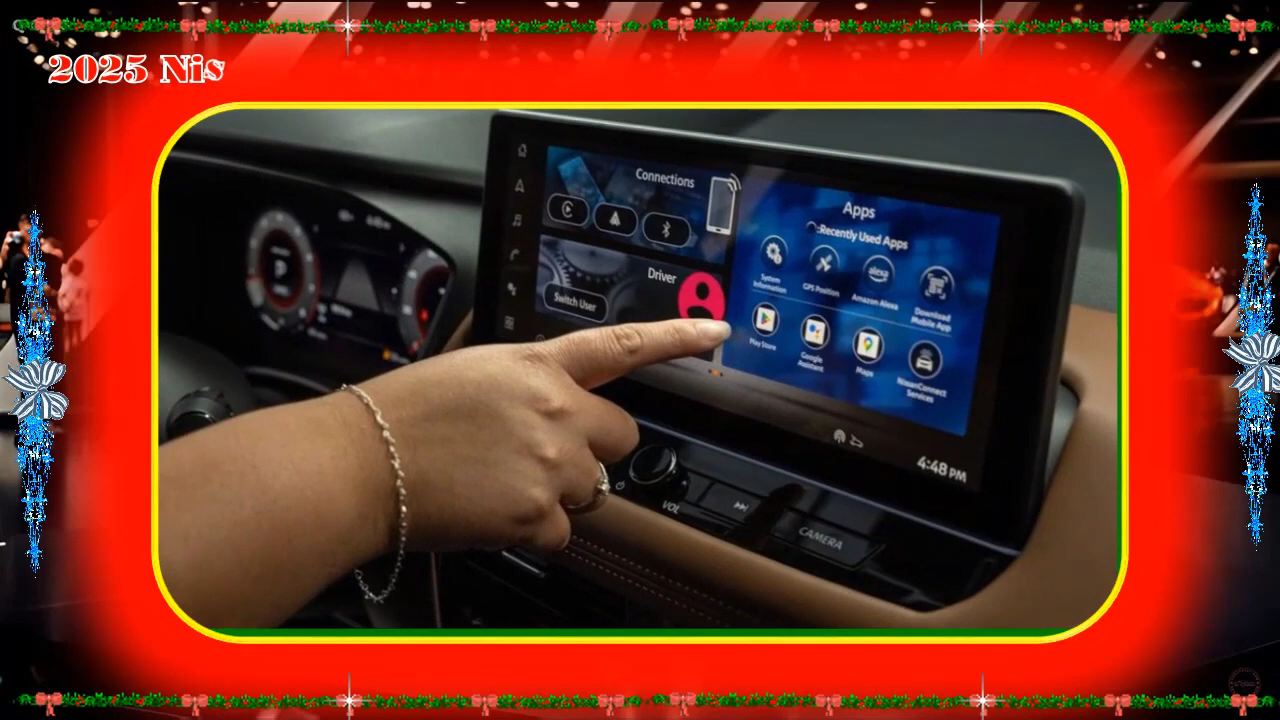 2025 Nis
Connections
Apps
Recently Used Apps
Driver
Switch User
System
Information
GPS Position
alexa
Amazon Alexa
Download
Mobile App
Play Store
Google
Assistant
Maps
NissanConnect
Services
4:48 PM
VOL
CAMERA
P